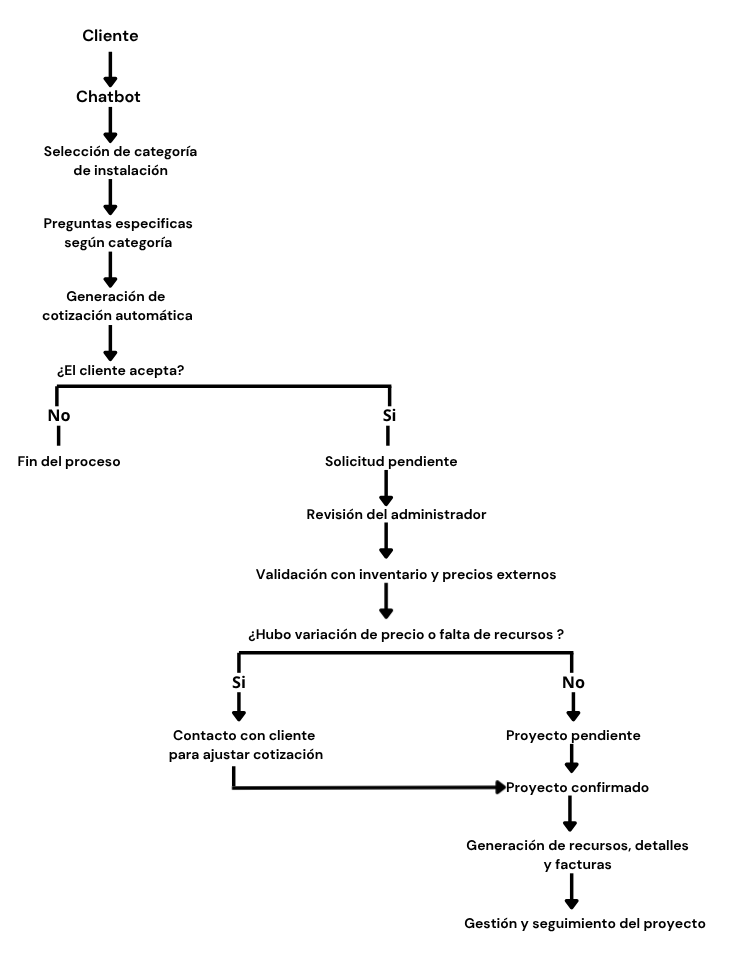 Cliente
Chatbot
Selección de categoría
de instalación
Preguntas especificas
según categoría
Generación de
cotización automática
¿El cliente acepta?
No
Si
Fin del proceso
Solicitud pendiente
Revisión del administrador
Validación con inventario y precios externos
¿Hubo variación de precio o falta de recursos ?
Si
No
Contacto con cliente
para ajustar cotización
Proyecto pendiente
Proyecto confirmado
Generación de recursos, detalles
y facturas
Gestión y seguimiento del proyecto